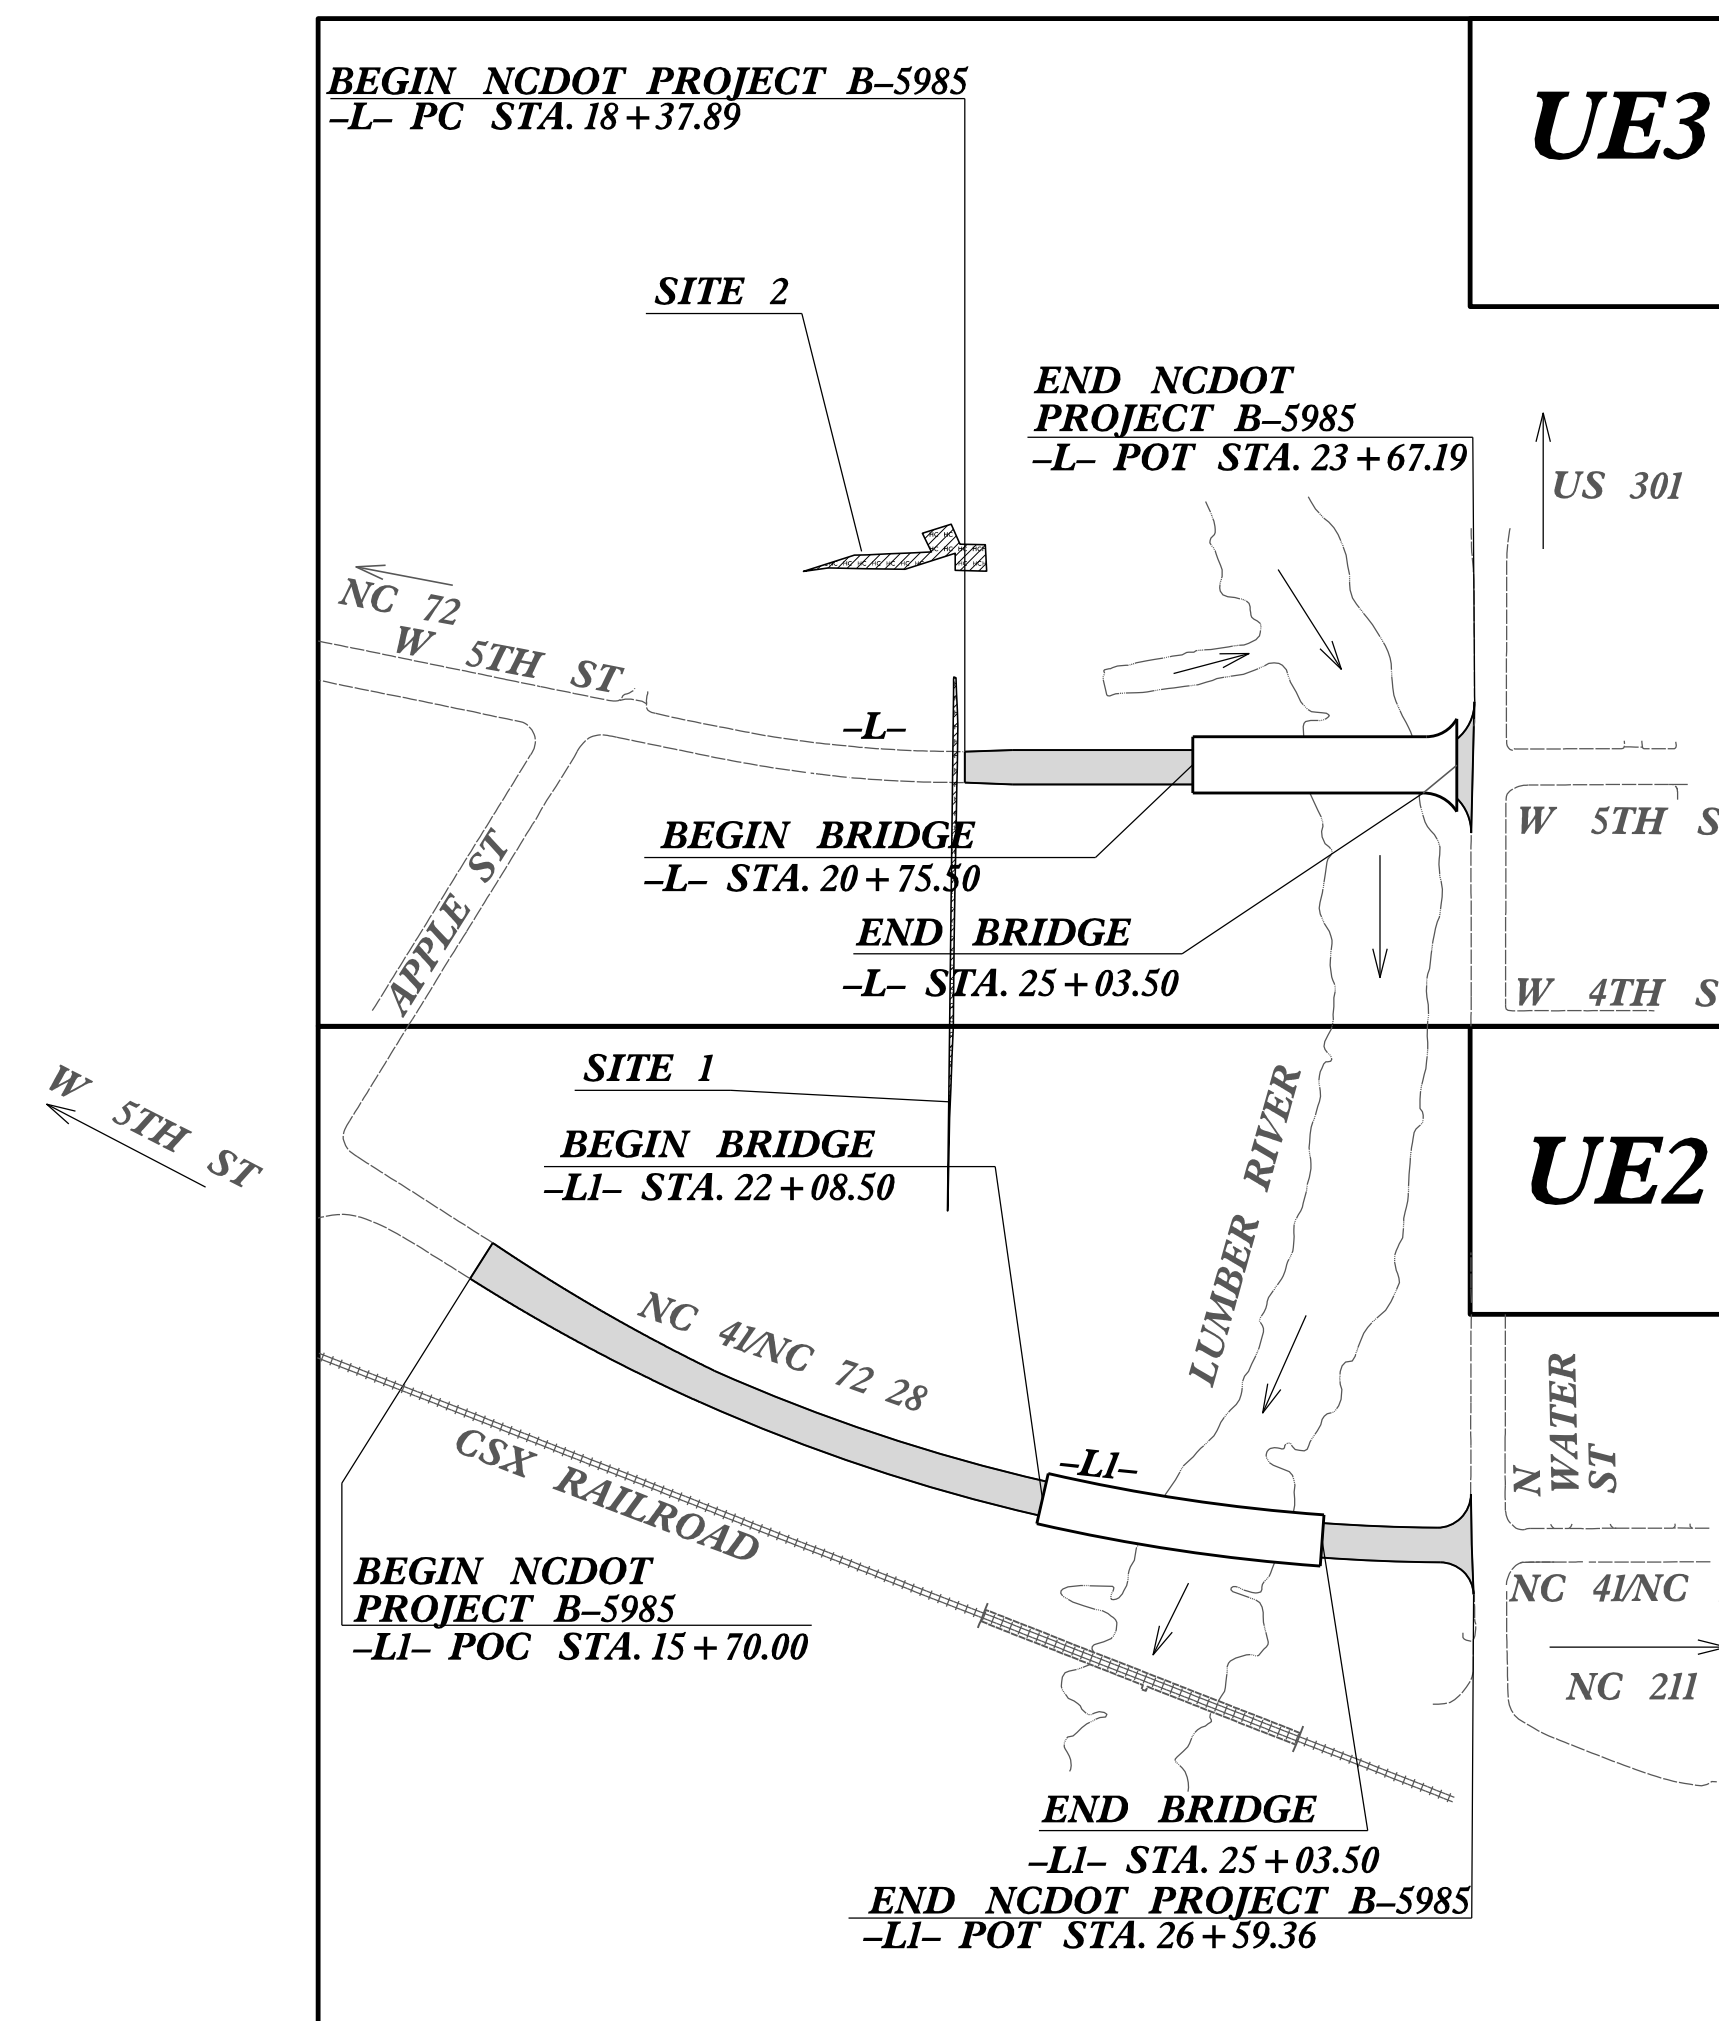 BEGIN NCDOT PROJECT B–5985
–L– PC STA. 18+37.89
UE3
SITE 2
END NCDOT
PROJECT B–5985
–L– POT STA. 23+67.19
US 301
NC 72
W 5TH ST
–L–
BEGIN BRIDGE
–L– STA. 20+75.50
W 5TH S
APPLE ST
END BRIDGE
–L– STA. 25+03.50
W 4TH S
SITE 1
W 5TH ST
BEGIN BRIDGE
–L1– STA. 22+08.50
LUMBER RIVER
UE2
NC 41/NC 72 28
N
WATER
ST
CSX RAILROAD
–L1–
BEGIN NCDOT
PROJECT B–5985
–L1– POC STA. 15+70.00
NC 41/NC
NC 211
END BRIDGE
–L1– STA. 25+03.50
END NCDOT PROJECT B–5985
–L1– POT STA. 26+59.36